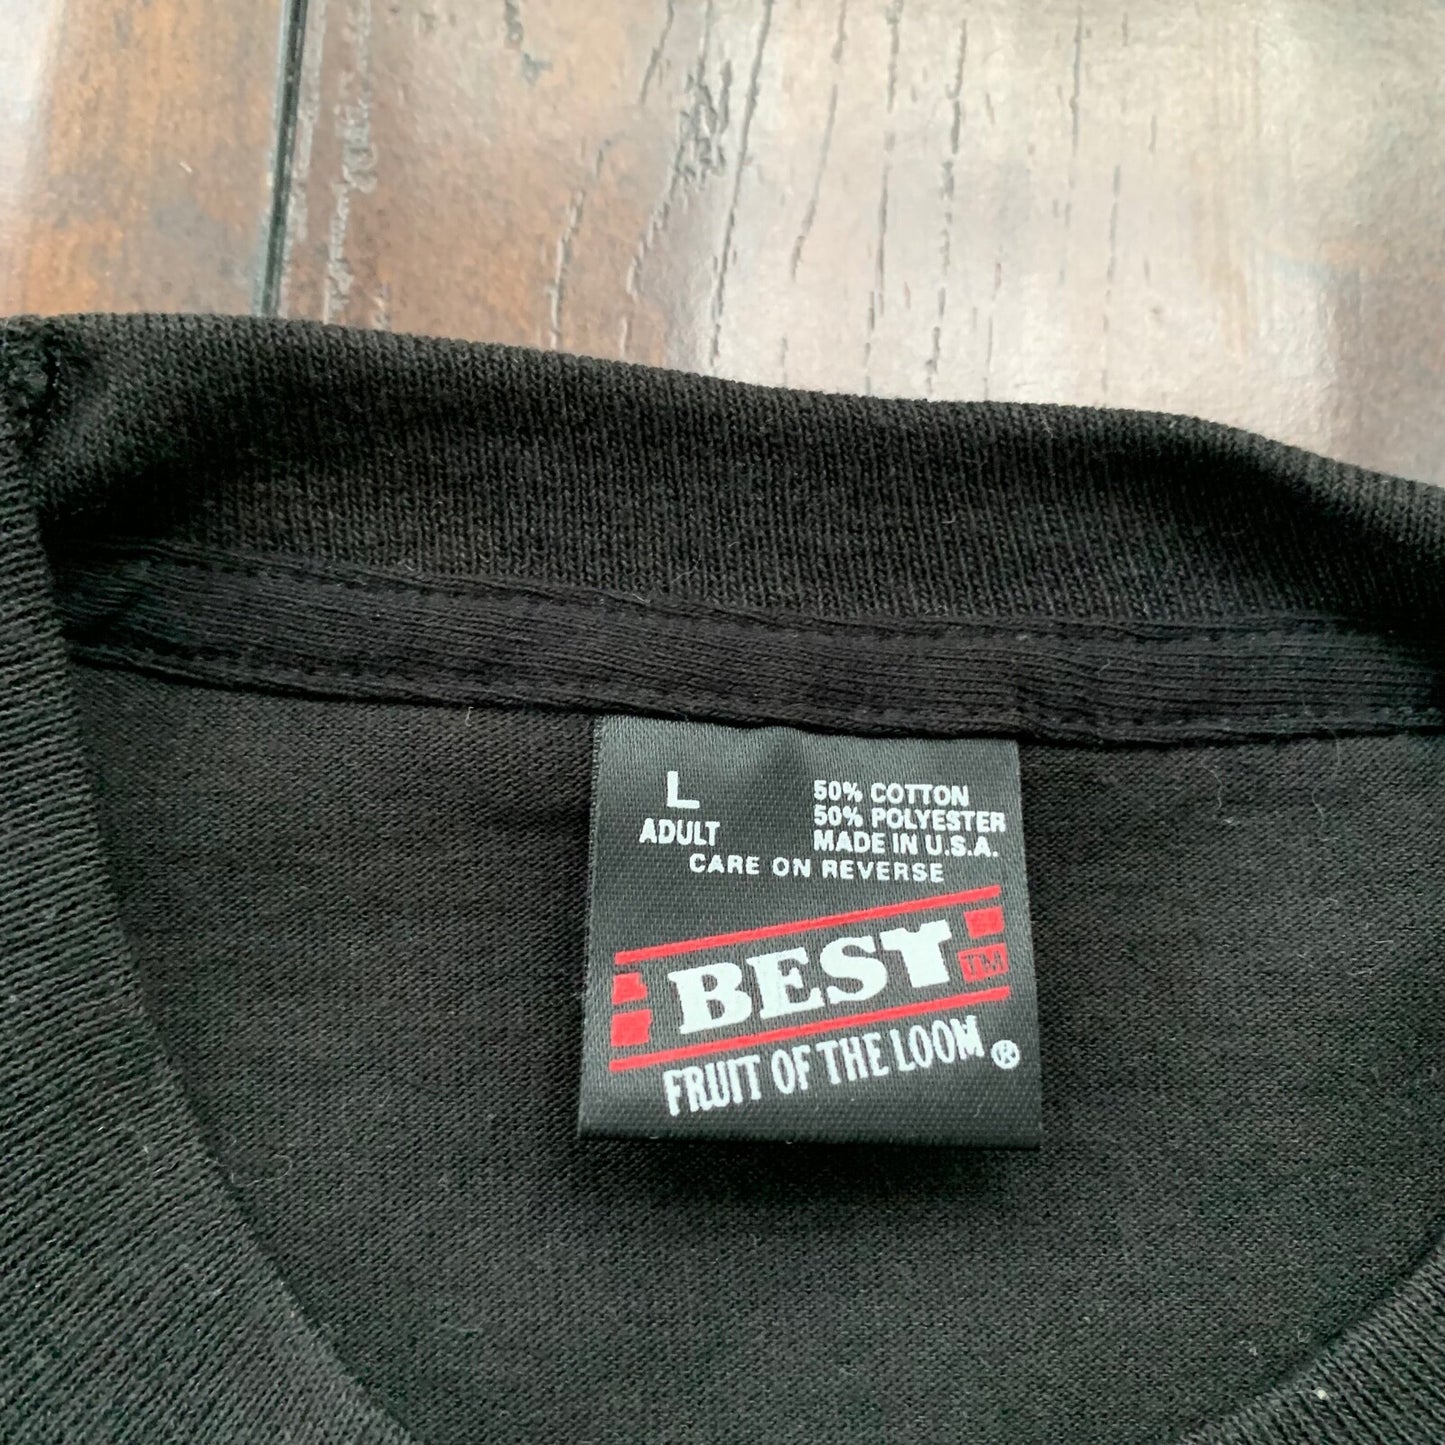 L
ADULT
50% COTTON
50% POLYESTER
MADE IN U.S.A.
CARE ON REVERSE
BEST TM
FRUIT OF THE LOOM ®